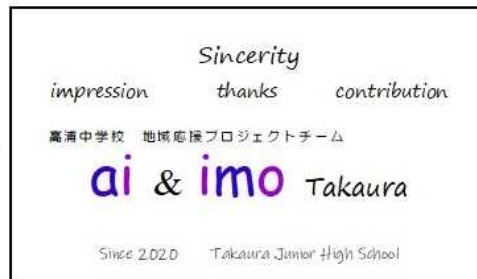 Sincerity
impression thanks contribution
高浦中学校 地域応援プロジェクトチーム
ai & imo Takaura
Since 2020 Takaura Junior High School